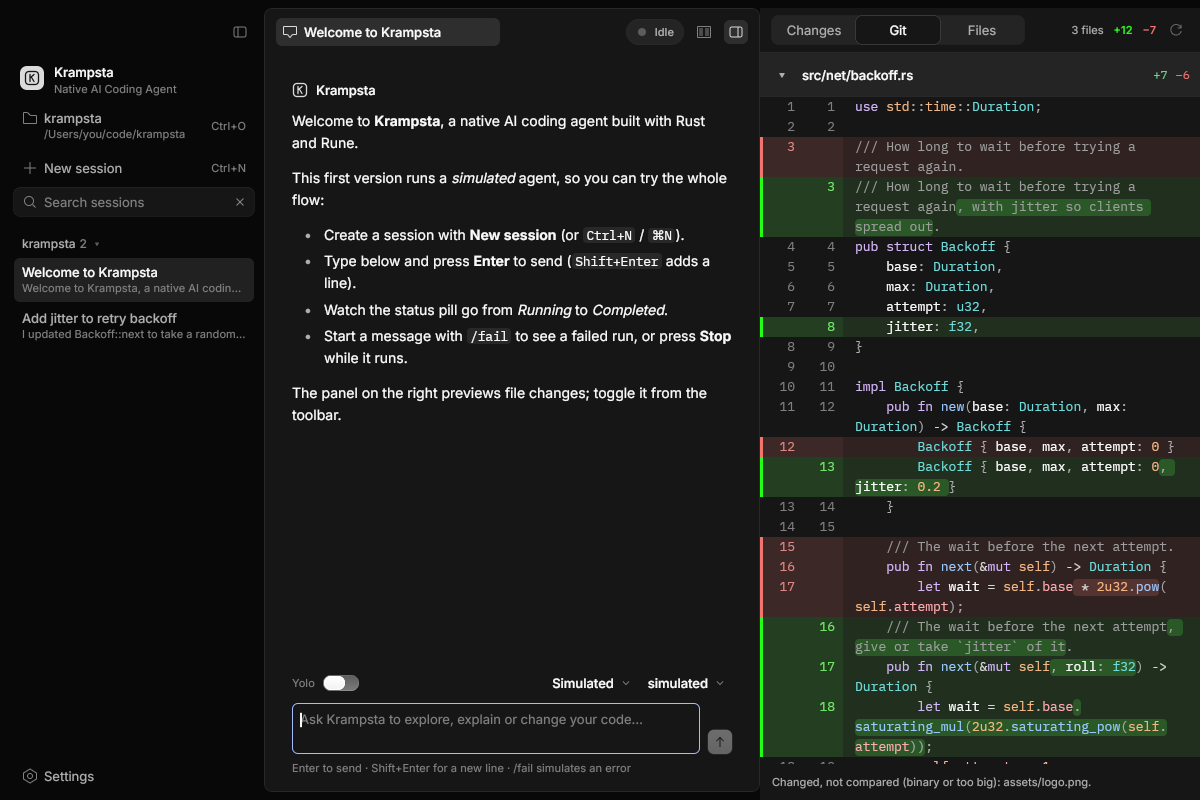 Krampsta
Native AI Coding Agent
krampsta
/Users/you/code/krampsta
Ctrl+O
New session
Ctrl+N
Search sessions
krampsta 2
Welcome to Krampsta
Welcome to Krampsta, a native AI codin...
Add jitter to retry backoff
I updated Backoff::next to take a random...
Settings
Welcome to Krampsta
Idle
K Krampsta
Welcome to Krampsta, a native AI coding agent built with Rust
and Rune.
This first version runs a simulated agent, so you can try the whole
flow:
• Create a session with New session (or Ctrl+N / ⌘N).
• Type below and press Enter to send ( Shift+Enter adds a
line).
• Watch the status pill go from Running to Completed.
• Start a message with /fail to see a failed run, or press Stop
while it runs.
The panel on the right previews file changes; toggle it from the
toolbar.
Yolo
Simulated
simulated
Ask Krampsta to explore, explain or change your code...
Enter to send · Shift+Enter for a new line · /fail simulates an error
Changes
Git
Files
3 files +12 −7
src/net/backoff.rs
+7 −6
1 1 use std::time::Duration;
2 2
3 /// How long to wait before trying a
request again.
3 /// How long to wait before trying a
request again, with jitter so clients
spread out.
4 4 pub struct Backoff {
5 5 base: Duration,
6 6 max: Duration,
7 7 attempt: u32,
8 jitter: f32,
8 9 }
9 10
10 11 impl Backoff {
11 12 pub fn new(base: Duration, max:
Duration) -> Backoff {
12 Backoff { base, max, attempt: 0 }
13 Backoff { base, max, attempt: 0,
jitter: 0.2 }
13 14 }
14 15
15 /// The wait before the next attempt.
16 pub fn next(&mut self) -> Duration {
17 let wait = self.base * 2u32.pow(
self.attempt);
16 /// The wait before the next attempt,
give or take `jitter` of it.
17 pub fn next(&mut self, roll: f32) ->
Duration {
18 let wait = self.base.
saturating_mul(2u32.saturating_pow(self.
attempt));
Changed, not compared (binary or too big): assets/logo.png.